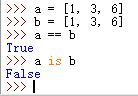 >>> a = [1, 3, 6]
>>> b = [1, 3, 6]
>>> a == b
True
>>> a is b
False
>>>